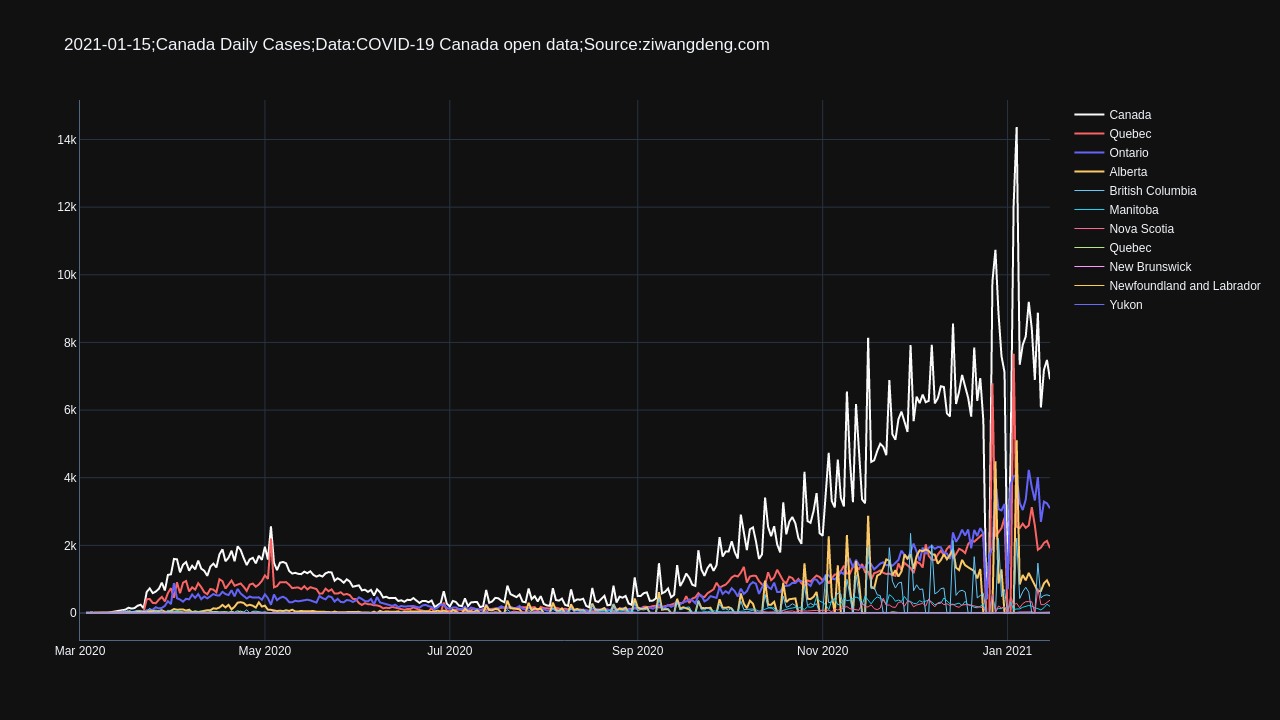 2021-01-15;Canada Daily Cases;Data:COVID-19 Canada open data;Source:ziwangdeng.com
14k
12k
10k
8k
6k
4k
2k
0
Mar 2020
May 2020
Jul 2020
Sep 2020
Nov 2020
Jan 2021
Canada
Quebec
Ontario
Alberta
British Columbia
Manitoba
Nova Scotia
Quebec
New Brunswick
Newfoundland and Labrador
Yukon